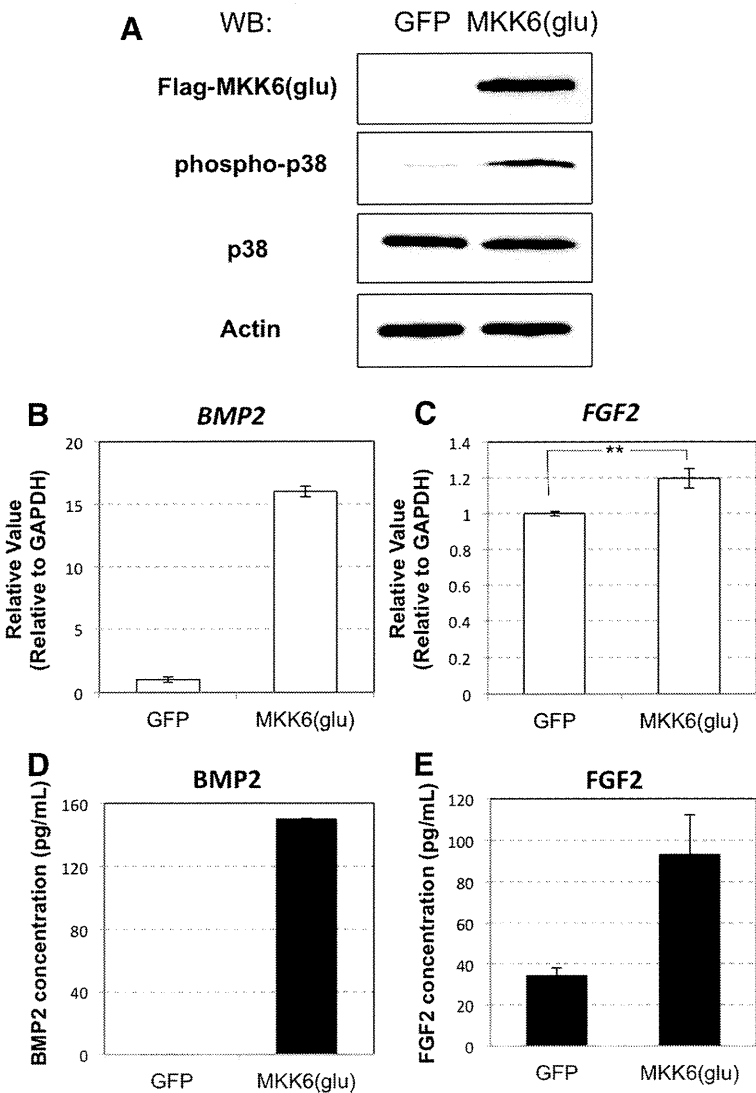 A
WB: GFP MKK6(glu)
Flag-MKK6(glu)
phospho-p38
p38
Actin
B
BMP2
Relative Value
(Relative to GAPDH)
20
15
10
5
0
GFP MKK6(glu)
C
FGF2
Relative Value
(Relative to GAPDH)
1.4
1.2
1
0.8
0.6
0.4
0.2
0
**
GFP MKK6(glu)
D
BMP2
BMP2 concentration (pg/mL)
160
120
80
40
0
GFP MKK6(glu)
E
FGF2
FGF2 concentration (pg/mL)
120
100
80
60
40
20
0
GFP MKK6(glu)